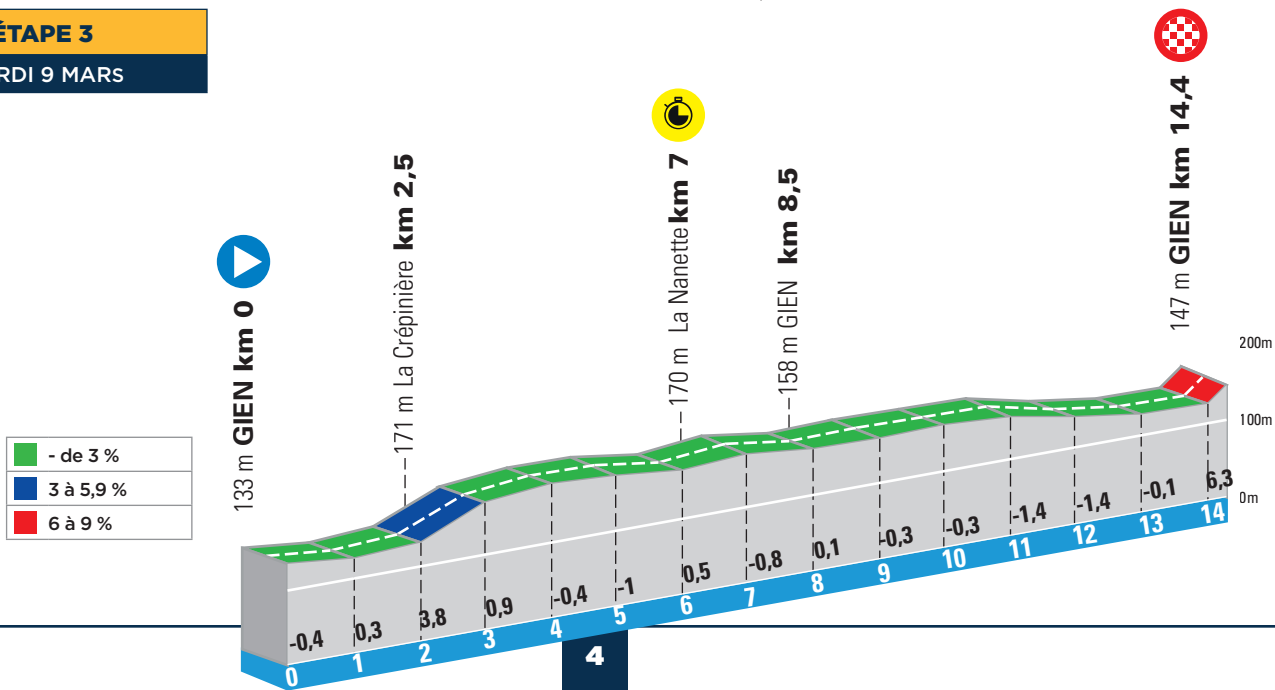 ÉTAPE 3
RDI 9 MARS
133 m GIEN km 0
171 m La Crépinière km 2,5
170 m La Nanette km 7
158 m GIEN km 8,5
147 m GIEN km 14,4
200m
100m
0m
- de 3 %
3 à 5,9 %
6 à 9 %
-0,4 0,3 3,8 0,9 -0,4 -1 0,5 -0,8 0,1 -0,3 -0,3 -1,4 -1,4 -0,1 6,3
0 1 2 3 4 5 6 7 8 9 10 11 12 13 14
4